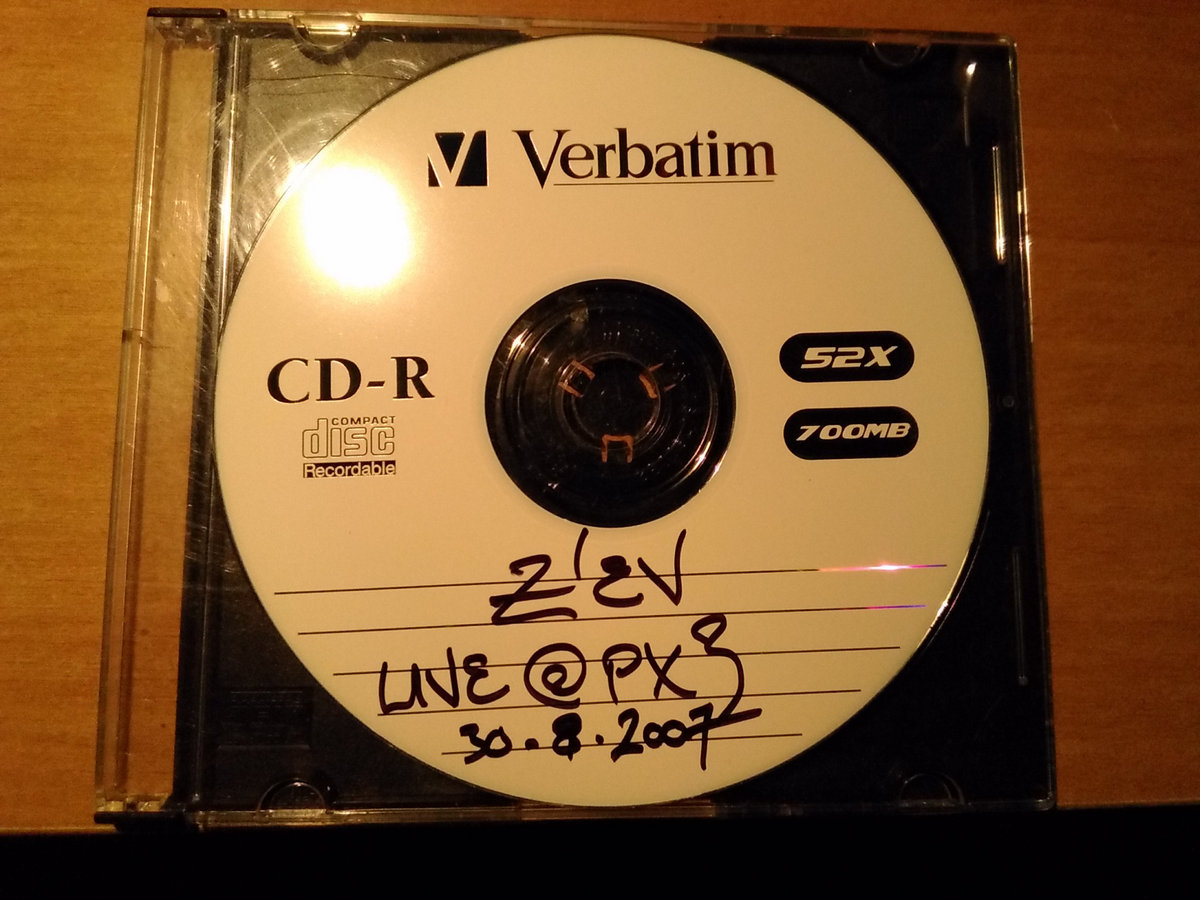 Verbatim
CD-R
COMPACT
disc
Recordable
52X
700MB
Z'EV
LIVE @ PX3
30.8.2007